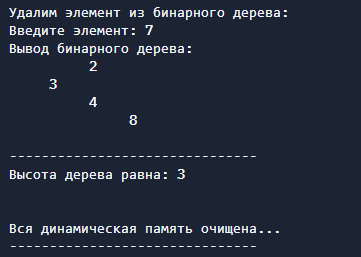 Удалим элемент из бинарного дерева:
Введите элемент: 7
Вывод бинарного дерева:
2
3
4
8
-------------------------------
Высота дерева равна: 3
Вся динамическая память очищена...
-------------------------------